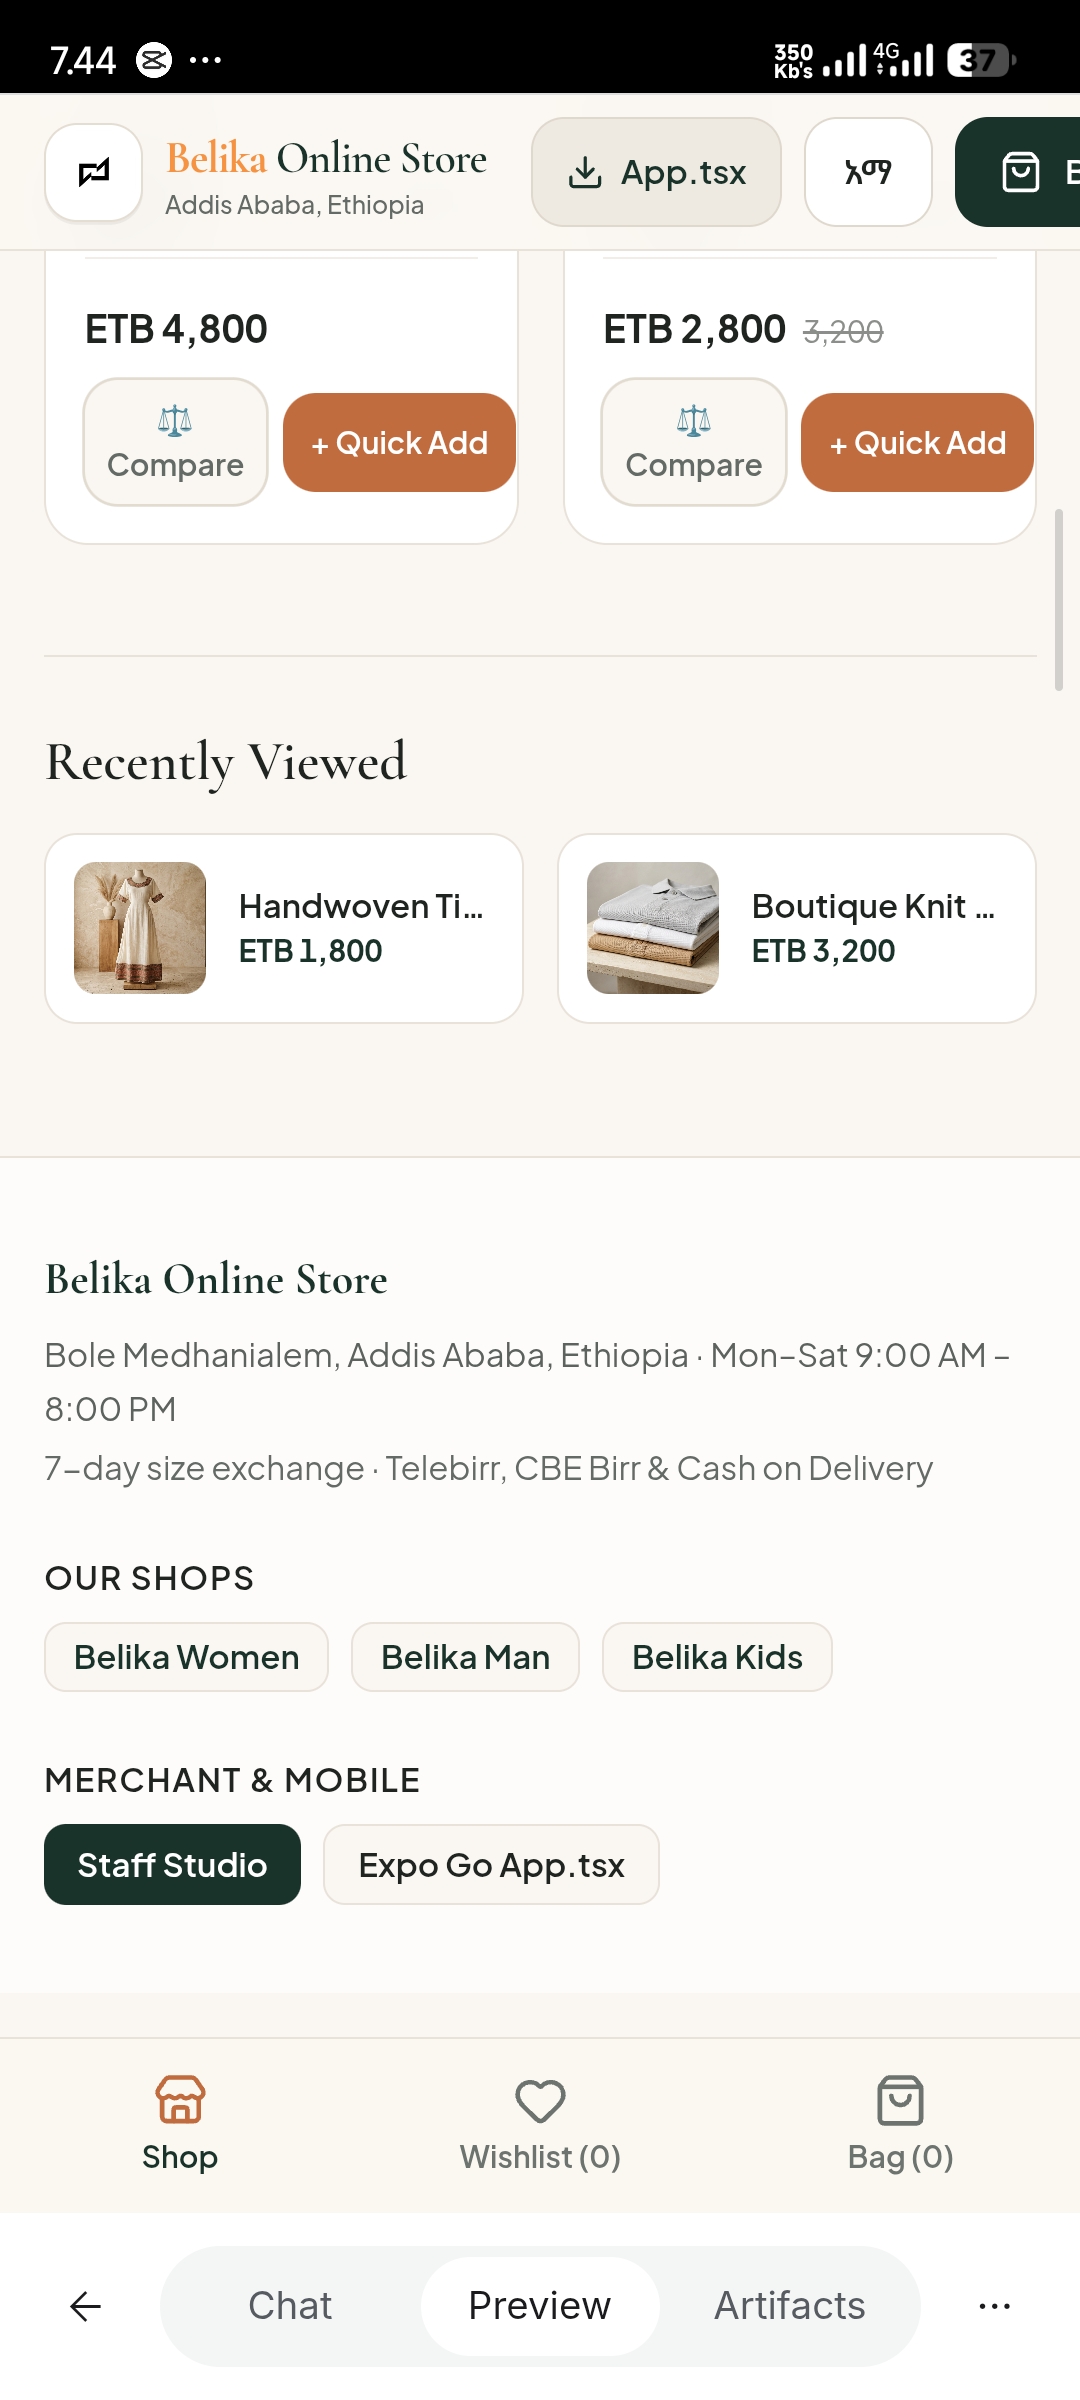 7.44
350
Kb's
4G
37
Belika Online Store
Addis Ababa, Ethiopia
App.tsx
አማ
ETB 4,800
ETB 2,800 3,200
Compare
+ Quick Add
Compare
+ Quick Add
Recently Viewed
Handwoven Ti...
ETB 1,800
Boutique Knit ...
ETB 3,200
Belika Online Store
Bole Medhanialem, Addis Ababa, Ethiopia · Mon–Sat 9:00 AM –
8:00 PM
7–day size exchange · Telebirr, CBE Birr & Cash on Delivery
OUR SHOPS
Belika Women
Belika Man
Belika Kids
MERCHANT & MOBILE
Staff Studio
Expo Go App.tsx
Shop
Wishlist (0)
Bag (0)
Chat
Preview
Artifacts